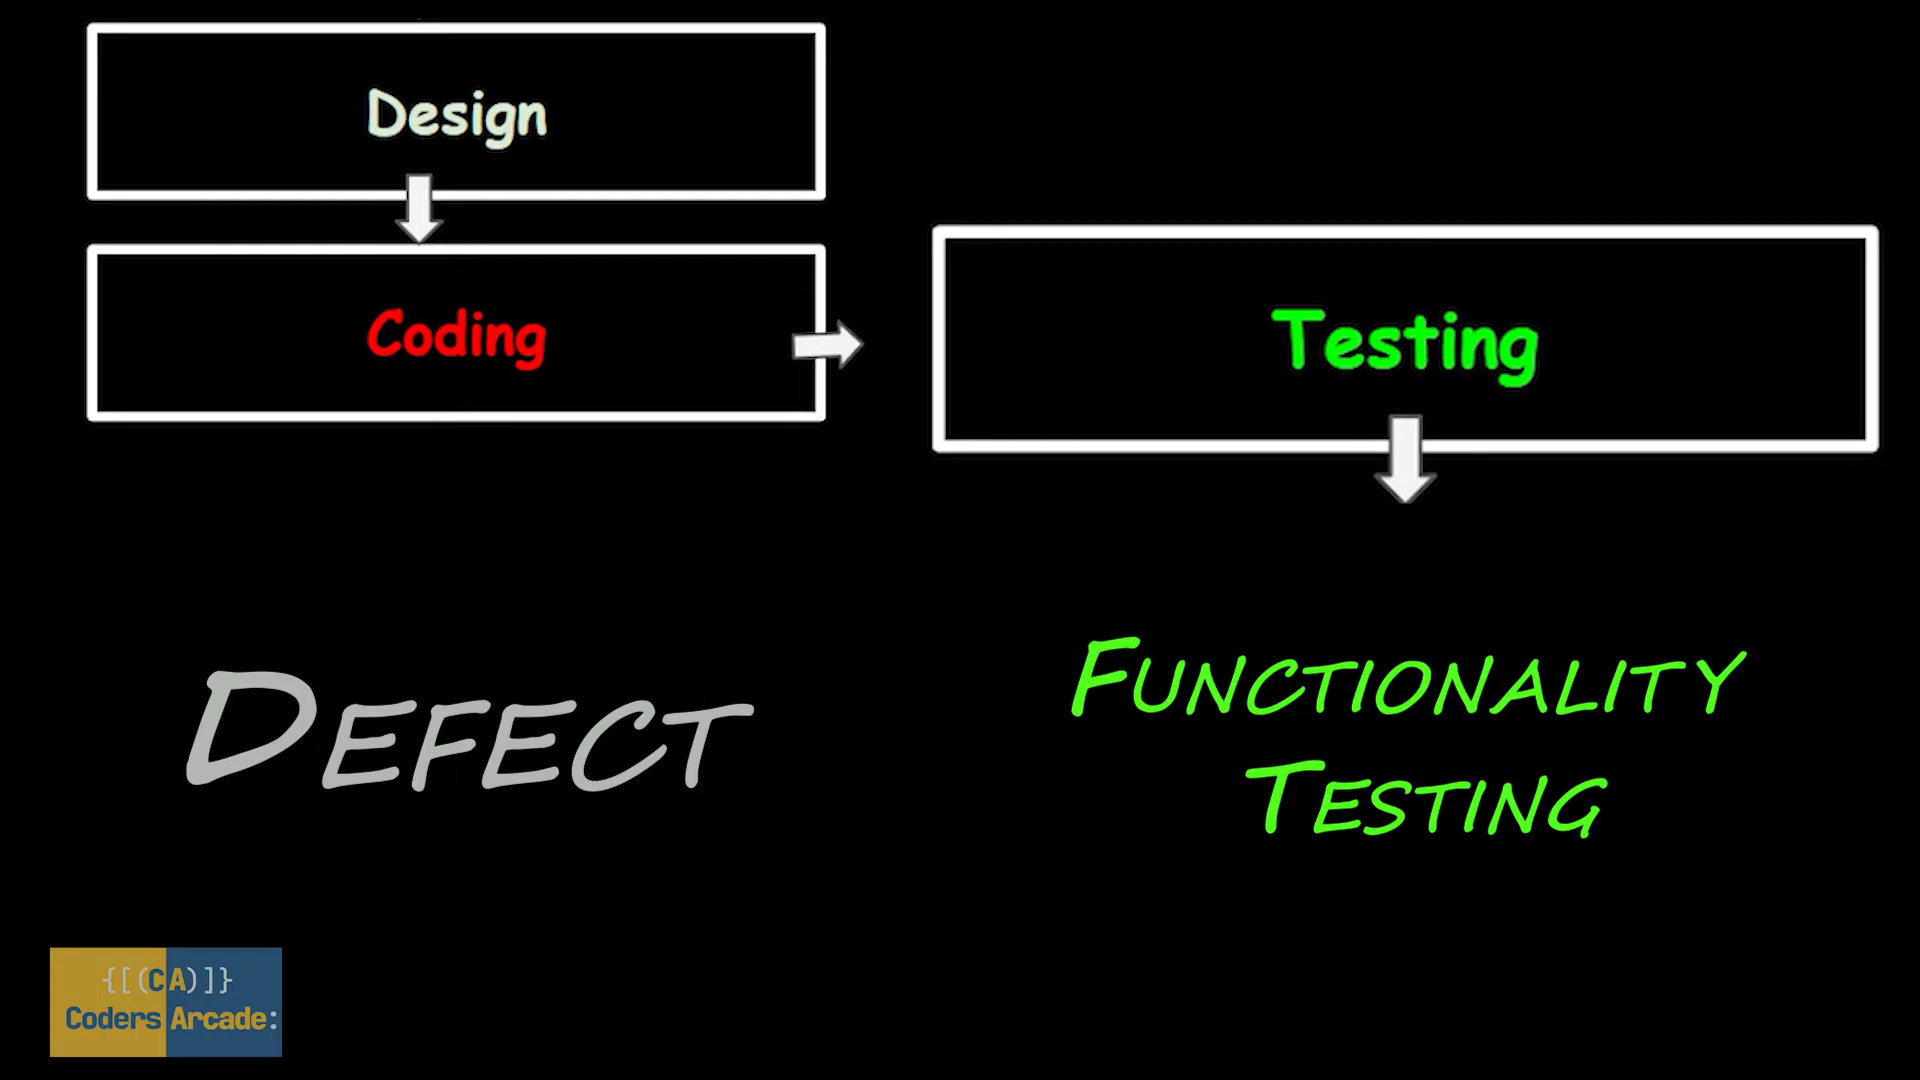 Design
Coding
Testing
DEFECT
FUNCTIONALITY
TESTING
{[(CA)]}
Coders Arcade: